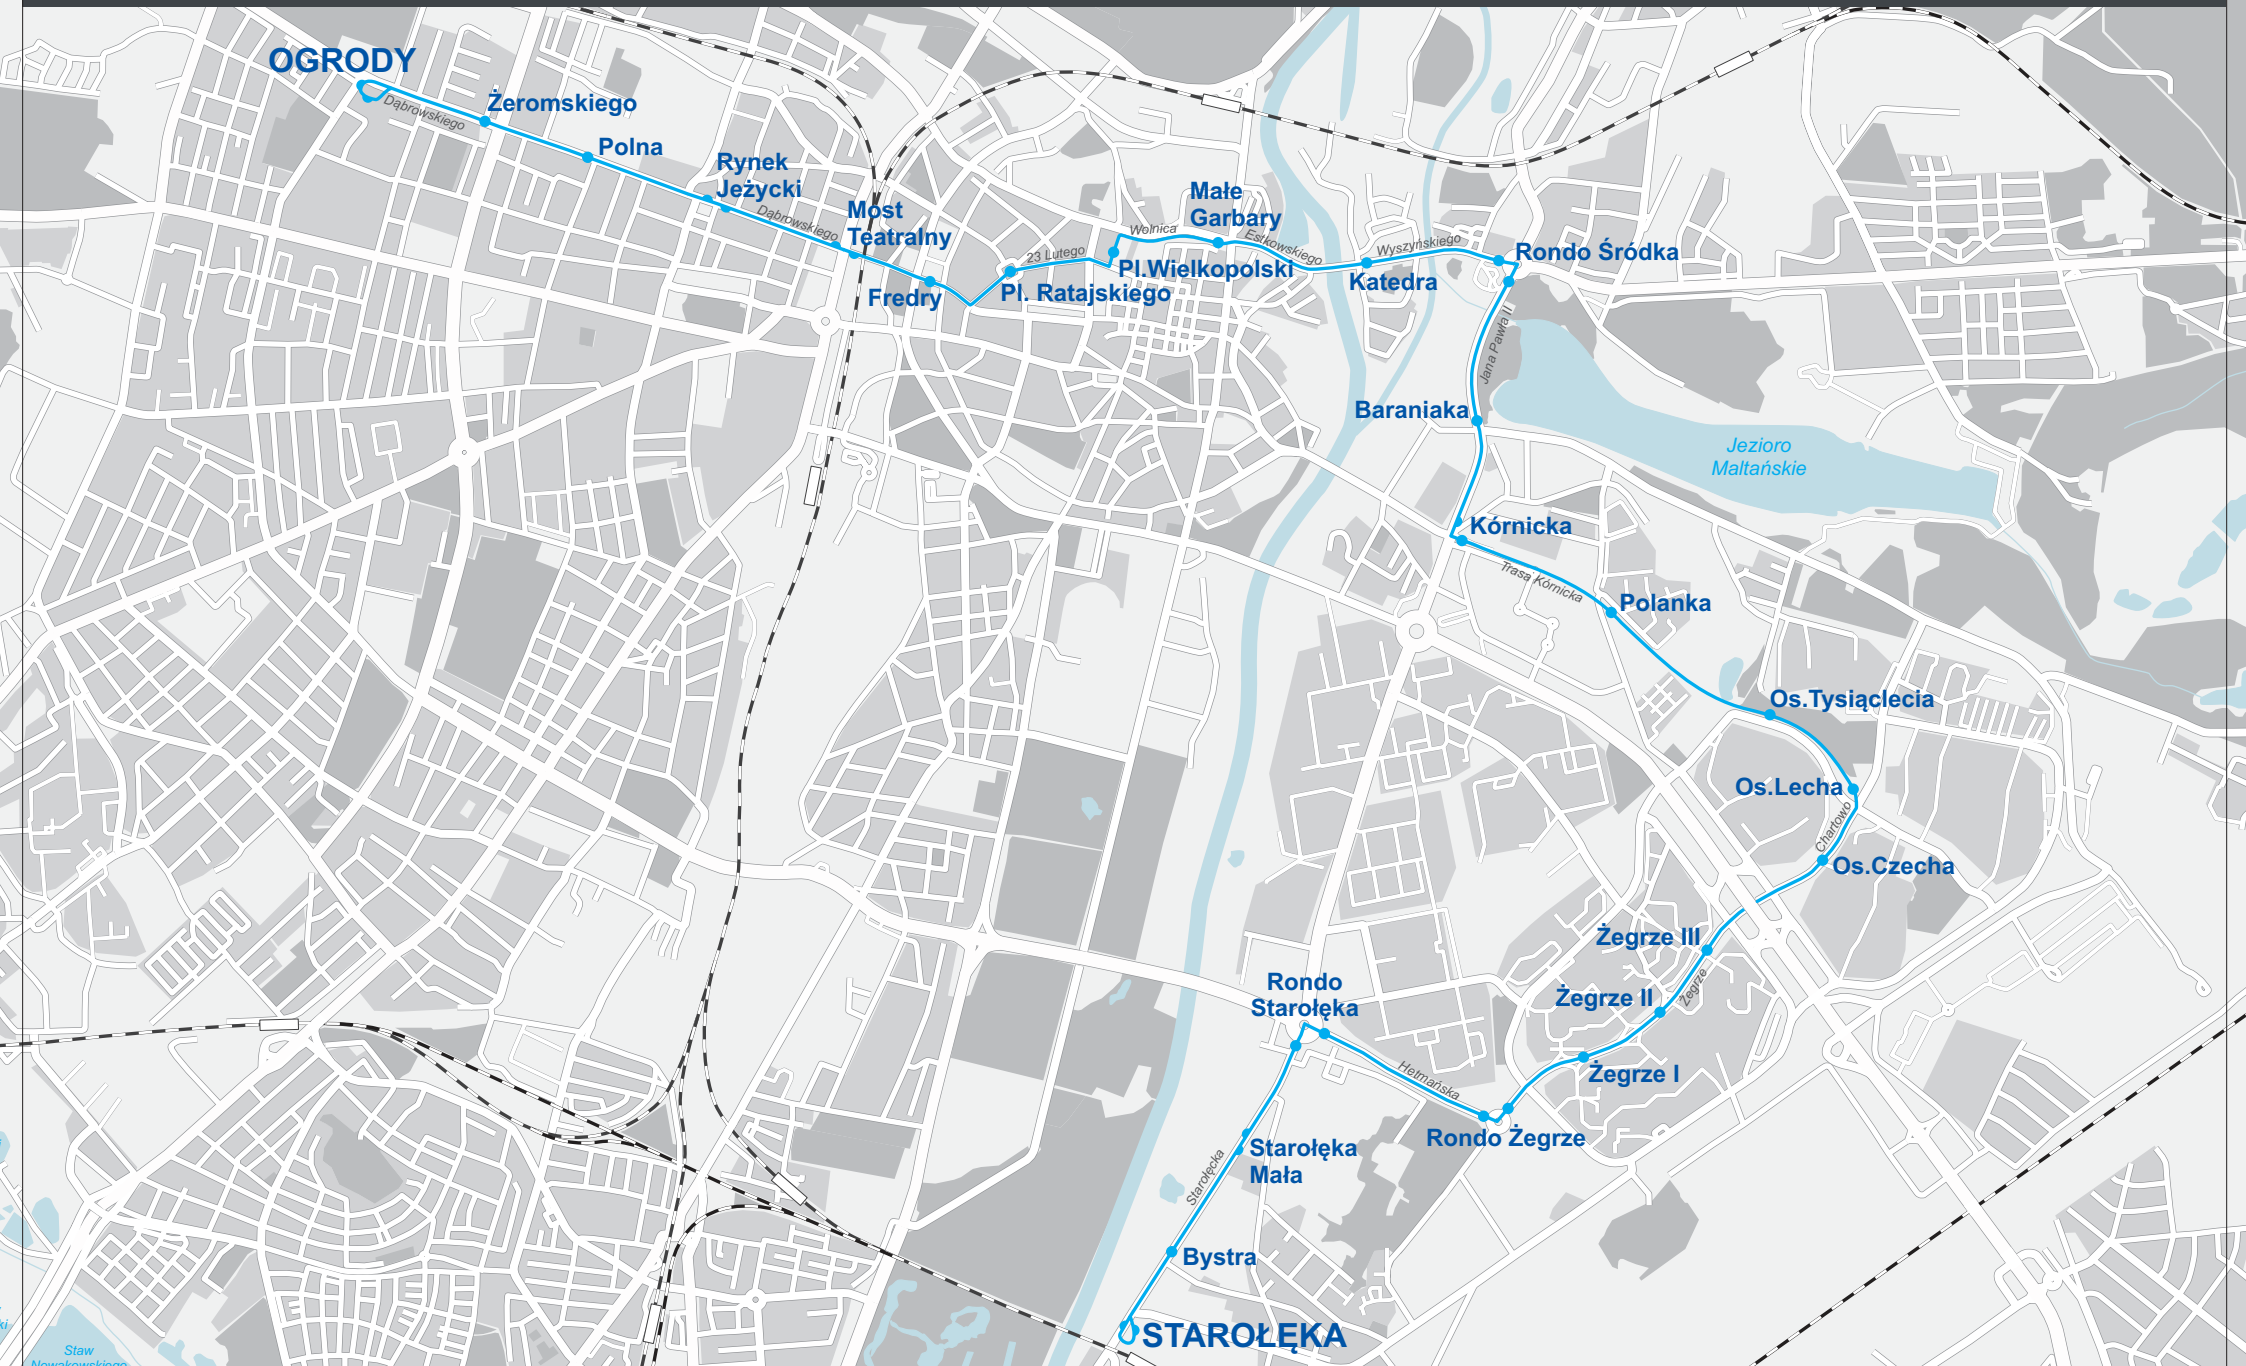 OGRODY
Dąbrowskiego
Żeromskiego
Polna
Rynek
Jeżycki
Dąbrowskiego
Most
Teatralny
Fredry
Pl. Ratajskiego
23 Lutego
Pl.Wielkopolski
Wolnica
Małe
Garbary
Estkowskiego
Katedra
Wyszyńskiego
Rondo Śródka
Jana Pawła II
Baraniaka
Jezioro
Maltańskie
Kórnicka
Trasa Kórnicka
Polanka
Os.Tysiąclecia
Os.Lecha
Chartowo
Os.Czecha
Żegrze III
Żegrze
Żegrze II
Żegrze I
Rondo Żegrze
Hetmańska
Rondo
Starołęka
Starołęka
Mała
Starołęcka
Bystra
STAROŁĘKA
Staw
Nowakowskiego